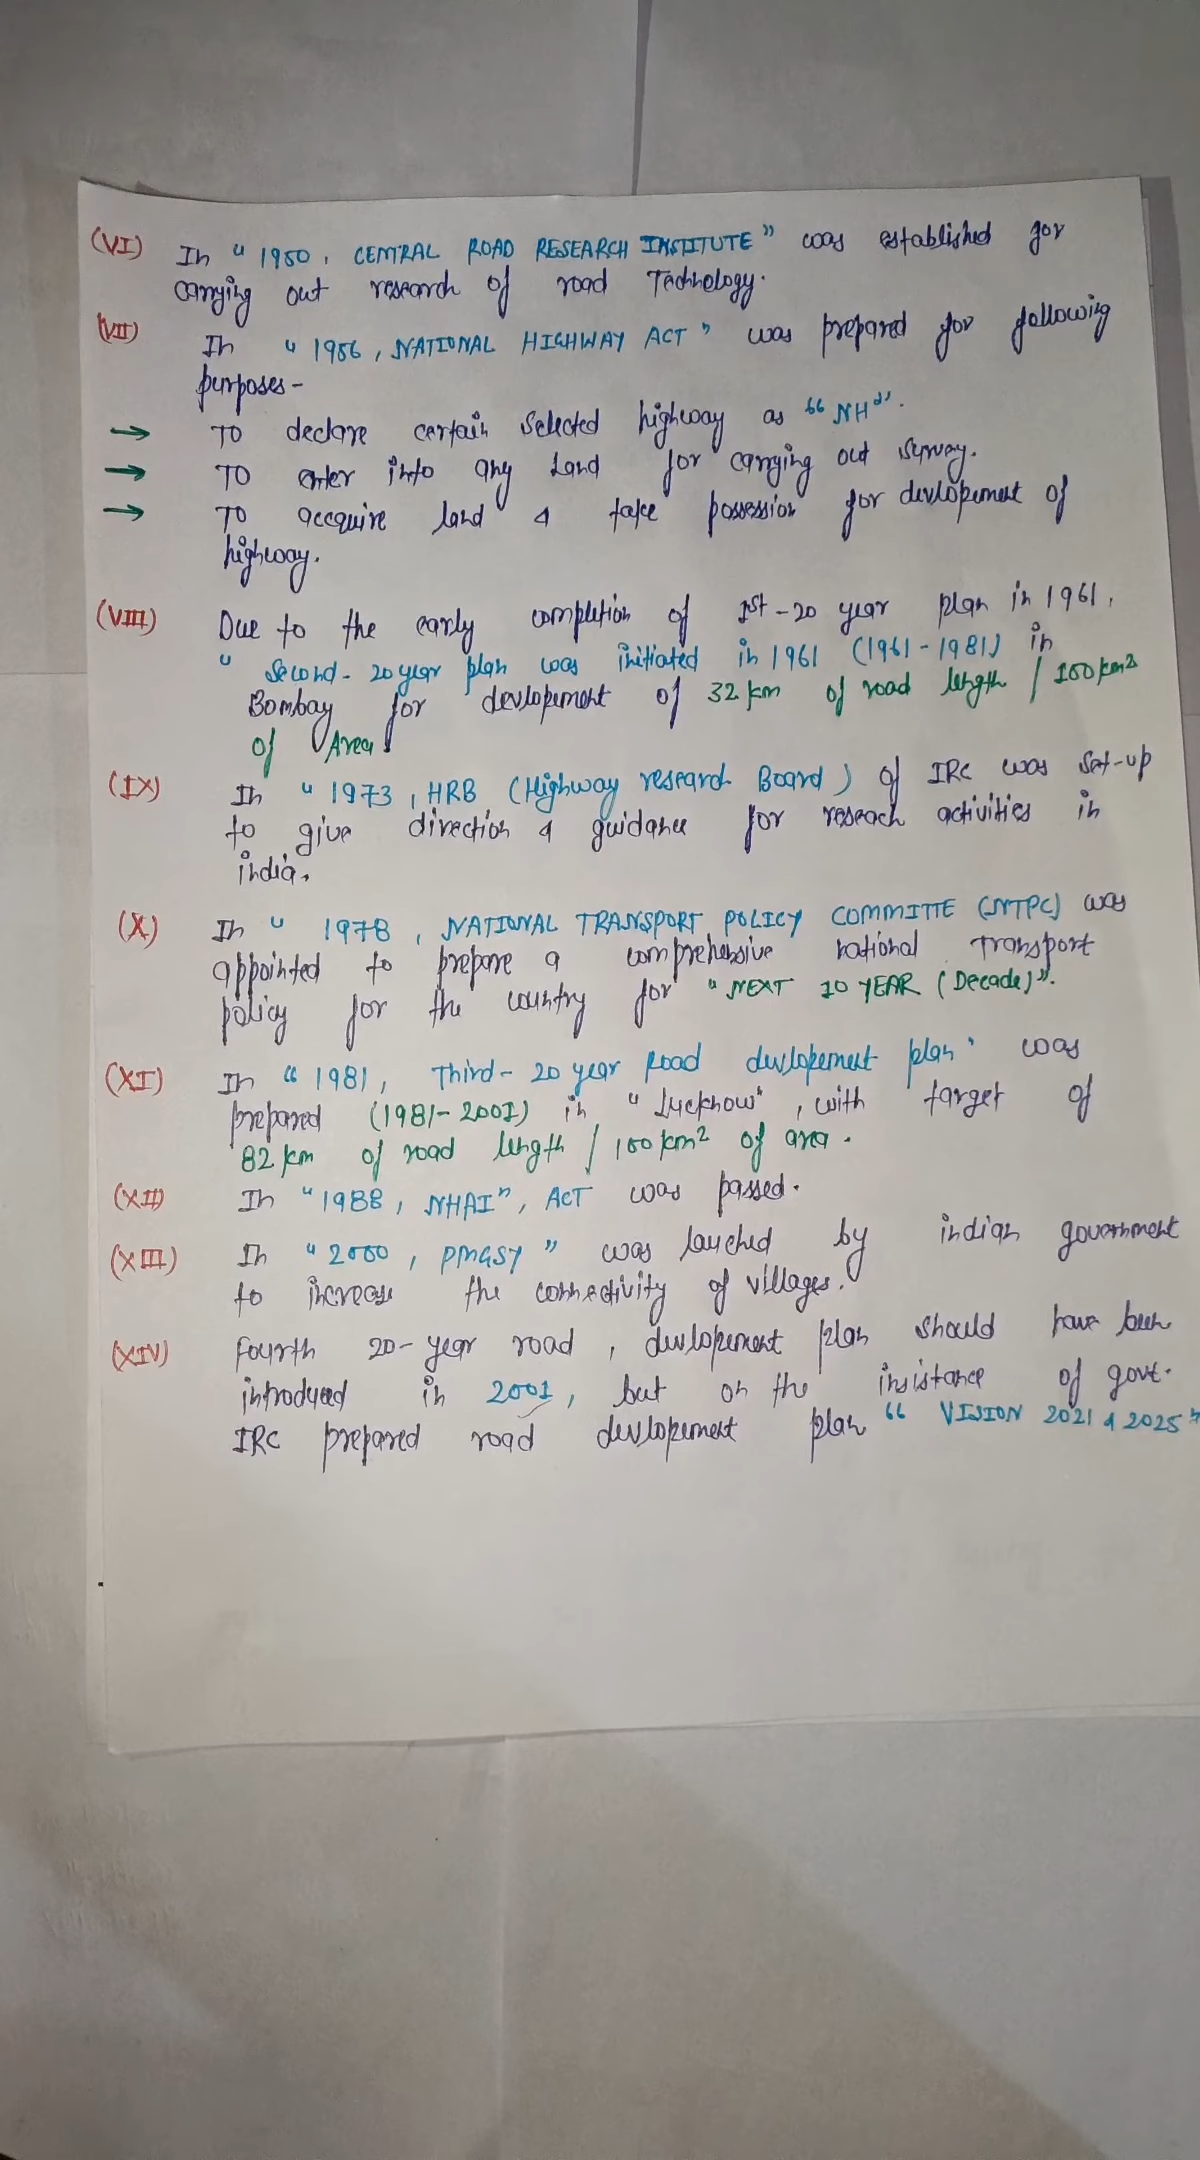 (VI) In " 1950, CENTRAL ROAD RESEARCH INSTITUTE " was established for
carrying out research of road Technology.
(VII) In " 1956, NATIONAL HIGHWAY ACT " was prepared for following
purposes-
→ TO declare certain selected highway as "NH".
→ TO enter into any land for carrying out survay.
→ TO accquire land & take possession for devlopement of
highway.
(VIII) Due to the early completion of Ist-20 year plan in 1961,
" Second- 20 year plan was initiated in 1961 (1961-1981) in
Bombay for devlopement of 32 km of road length / 100 km²
of Area.
(IX) In " 1973, HRB (Highway research Board) of IRC was set-up
to give direction & guidance for reseach activities in
india.
(X) In " 1978, NATIONAL TRANSPORT POLICY COMMITTE (NTPC) was
appointed to prepare a comprehensive national transport
policy for the country for "NEXT 10 YEAR (Decade)".
(XI) In " 1981, Third- 20 year Road devlopement plan" was
prepared (1981-2001) in "Lucknow", with target of
82 km of road length / 100 km² of area.
(XII) In "1988, NHAI", ACT was passed.
(XIII) In "2000, PMGSY" was lauched by indian government
to increase the connectivity of villages.
(XIV) Fourth 20-year road, devlopement plan should have been
introduced in 2001, but on the insistance of govt.
IRC prepared road devlopement plan " VISION 2021 & 2025"